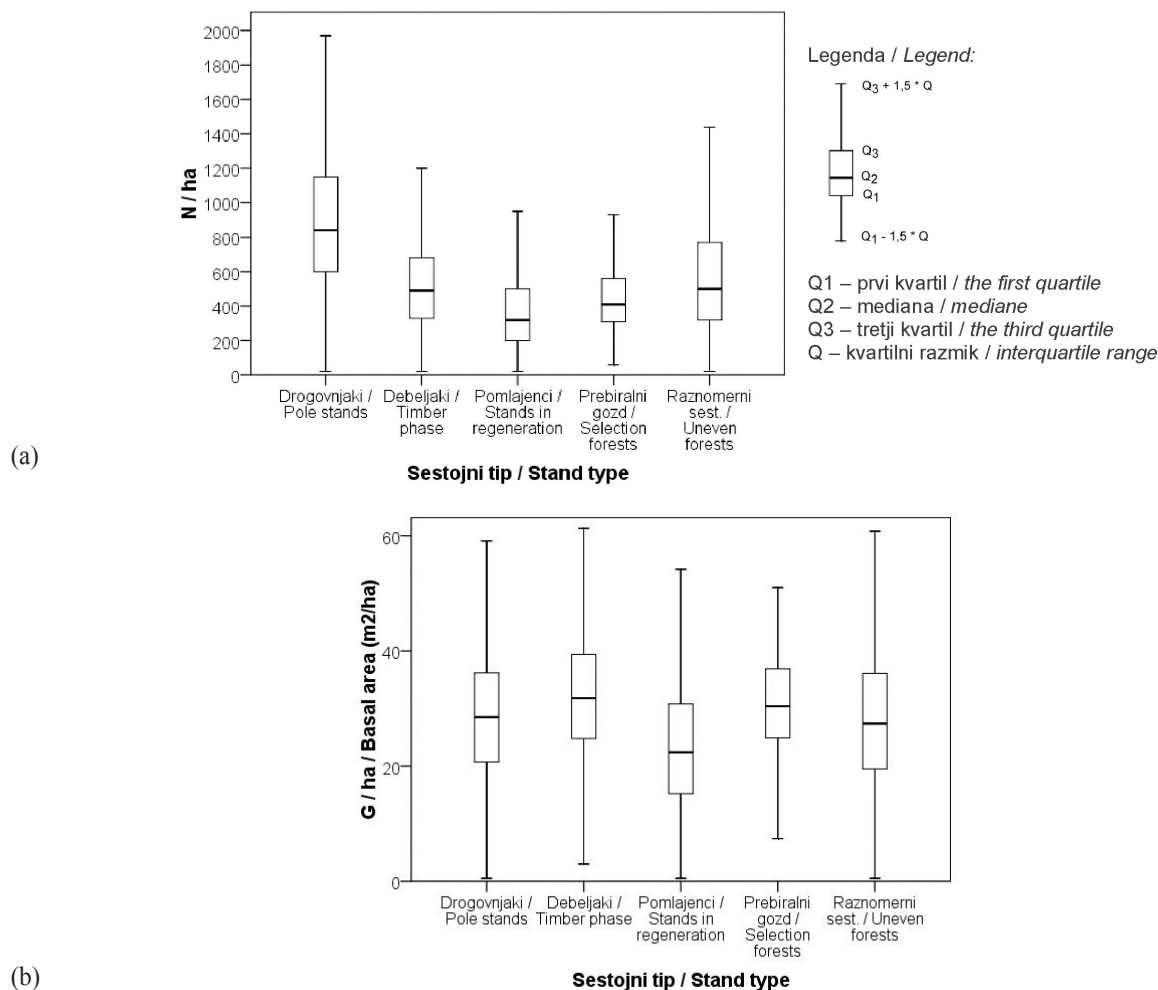 2000
1800
1600
1400
1200
1000
800
600
400
200
0
N / ha
Drogovnjaki /
Pole stands
Debeljaki /
Timber
phase
Pomlajenci /
Stands in
regeneration
Prebiralni
gozd /
Selection
forests
Raznomerni
sest. /
Uneven
forests
Sestojni tip / Stand type
(a)
Legenda / Legend:
Q3 + 1,5 * Q
Q3
Q2
Q1
Q1 - 1,5 * Q
Q1 – prvi kvartil / the first quartile
Q2 – mediana / mediane
Q3 – tretji kvartil / the third quartile
Q – kvartilni razmik / interquartile range
60
40
20
0
G / ha / Basal area (m2/ha)
Drogovnjaki /
Pole stands
Debeljaki /
Timber phase
Pomlajenci /
Stands in
regeneration
Prebiralni
gozd /
Selection
forests
Raznomerni
sest. / Uneven
forests
Sestojni tip / Stand type
(b)